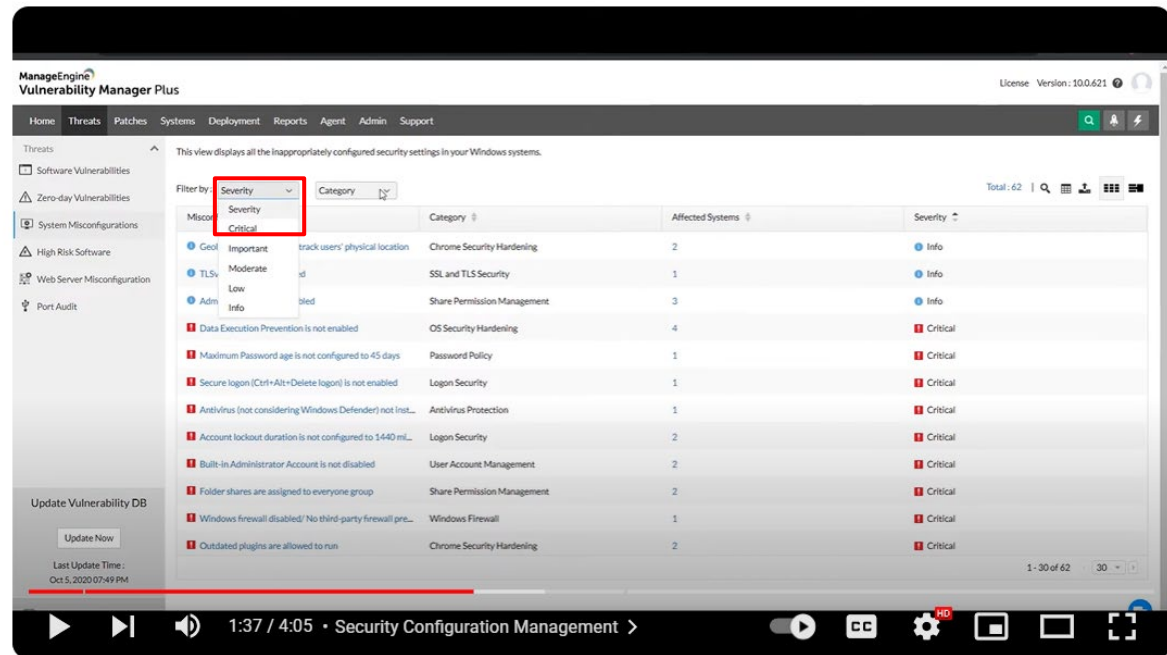 ManageEngine
Vulnerability Manager Plus
License Version : 10.0.621
Home Threats Patches Systems Deployment Reports Agent Admin Support
Threats
Software Vulnerabilities
Zero-day Vulnerabilities
System Misconfigurations
High Risk Software
Web Server Misconfiguration
Port Audit
This view displays all the inappropriately configured security settings in your Windows systems.
Filter by : Severity Category
Total : 62
Severity
Critical
Important
Moderate
Low
Info
Category Affected Systems Severity
track users' physical location Chrome Security Hardening 2 Info
SSL and TLS Security 1 Info
Share Permission Management 3 Info
Data Execution Prevention is not enabled OS Security Hardening 4 Critical
Maximum Password age is not configured to 45 days Password Policy 1 Critical
Secure logon (Ctrl+Alt+Delete logon) is not enabled Logon Security 1 Critical
Antivirus (not considering Windows Defender) not inst... Antivirus Protection 1 Critical
Account lockout duration is not configured to 1440 mi... Logon Security 2 Critical
Built-in Administrator Account is not disabled User Account Management 2 Critical
Folder shares are assigned to everyone group Share Permission Management 2 Critical
Windows firewall disabled/ No third-party firewall pre... Windows Firewall 1 Critical
Outdated plugins are allowed to run Chrome Security Hardening 2 Critical
1 - 30 of 62 30
Update Vulnerability DB
Update Now
Last Update Time :
Oct 5, 2020 07:49 PM
1:37 / 4:05 • Security Configuration Management
CC
HD